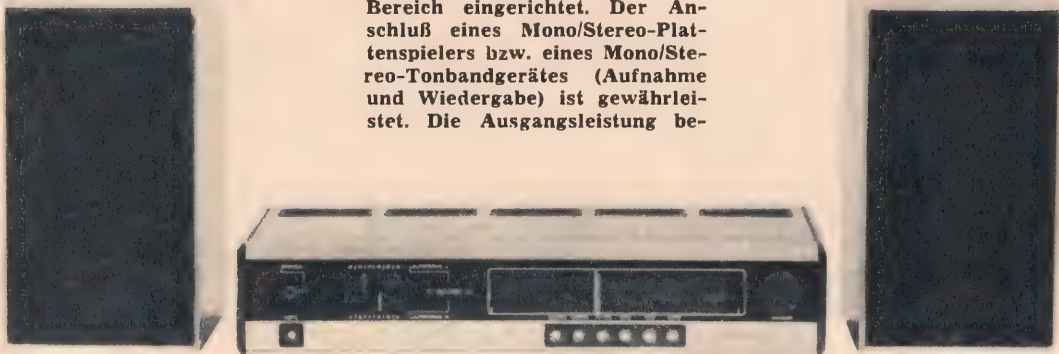 Bereich eingerichtet. Der An-
schluß eines Mono/Stereo-Plat-
tenspielers bzw. eines Mono/Ste-
reo-Tonbandgerätes (Aufnahme
und Wiedergabe) ist gewährlei-
stet. Die Ausgangsleistung be-